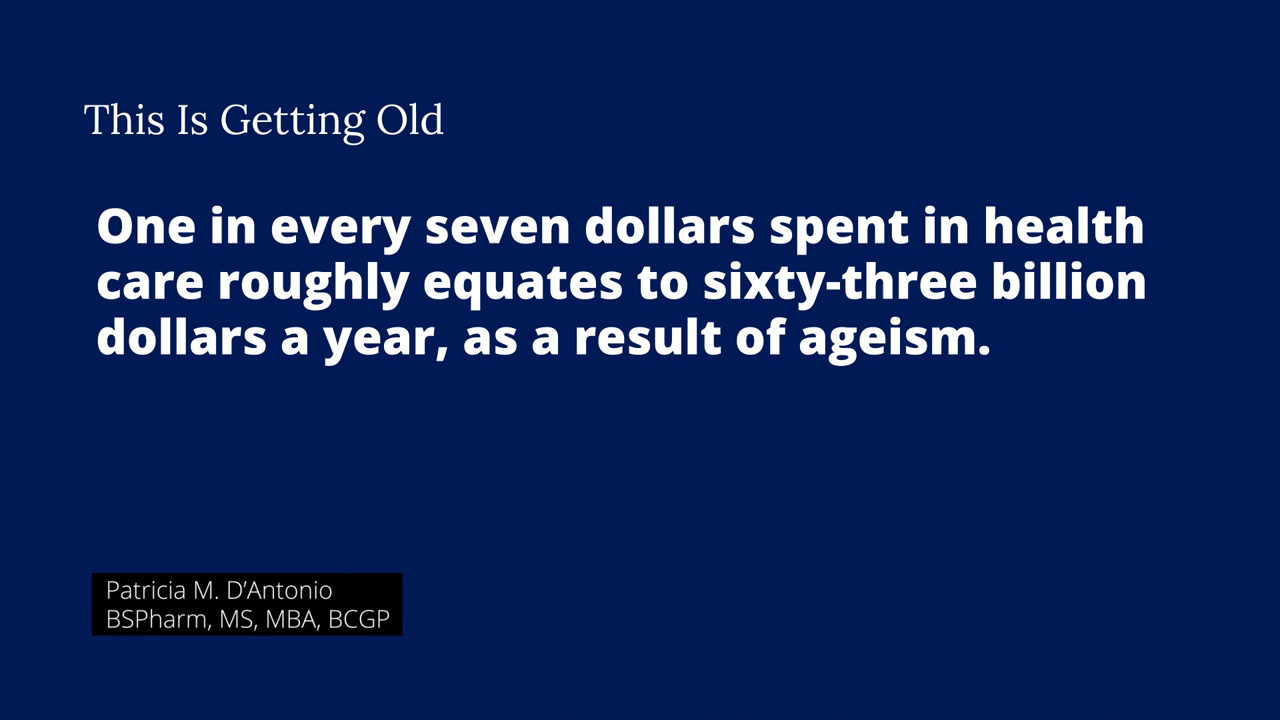 This Is Getting Old
One in every seven dollars spent in health
care roughly equates to sixty-three billion
dollars a year, as a result of ageism.
Patricia M. D’Antonio
BSPharm, MS, MBA, BCGP